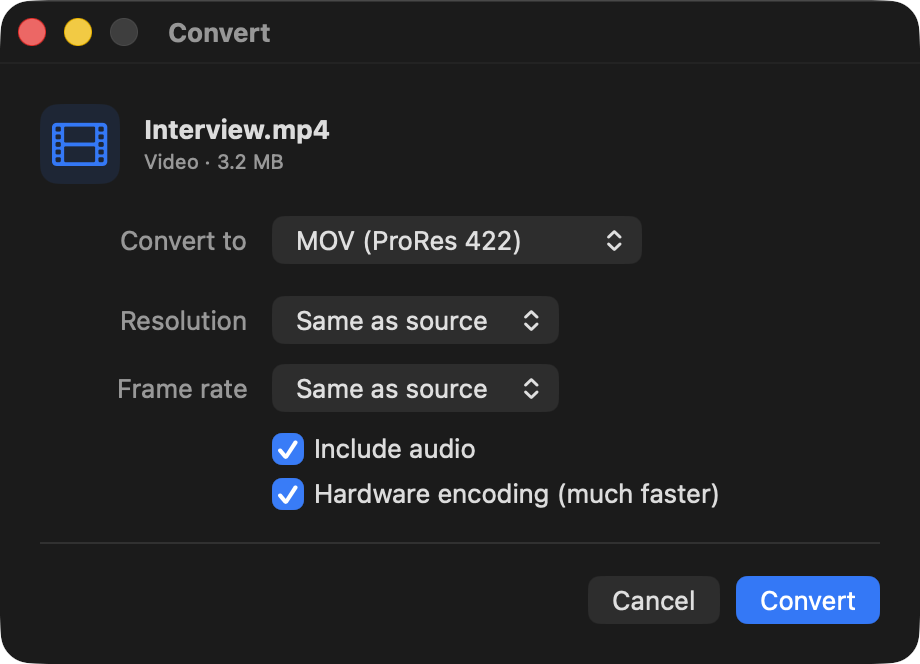 Convert
Interview.mp4
Video · 3.2 MB
Convert to MOV (ProRes 422)
Resolution Same as source
Frame rate Same as source
Include audio
Hardware encoding (much faster)
Cancel Convert